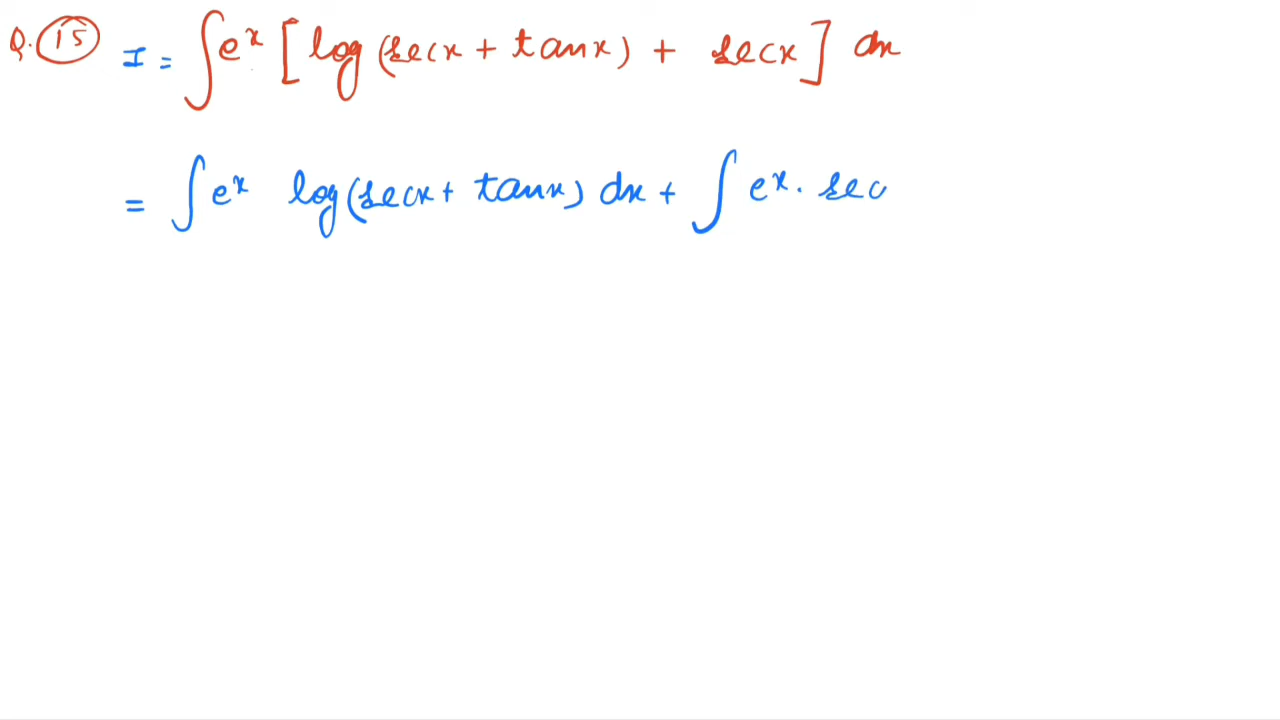 Q. 15 I = ∫ e^x [log (secx + tanx) + secx] dx
= ∫ e^x log(secx + tanx) dx + ∫ e^x. sec